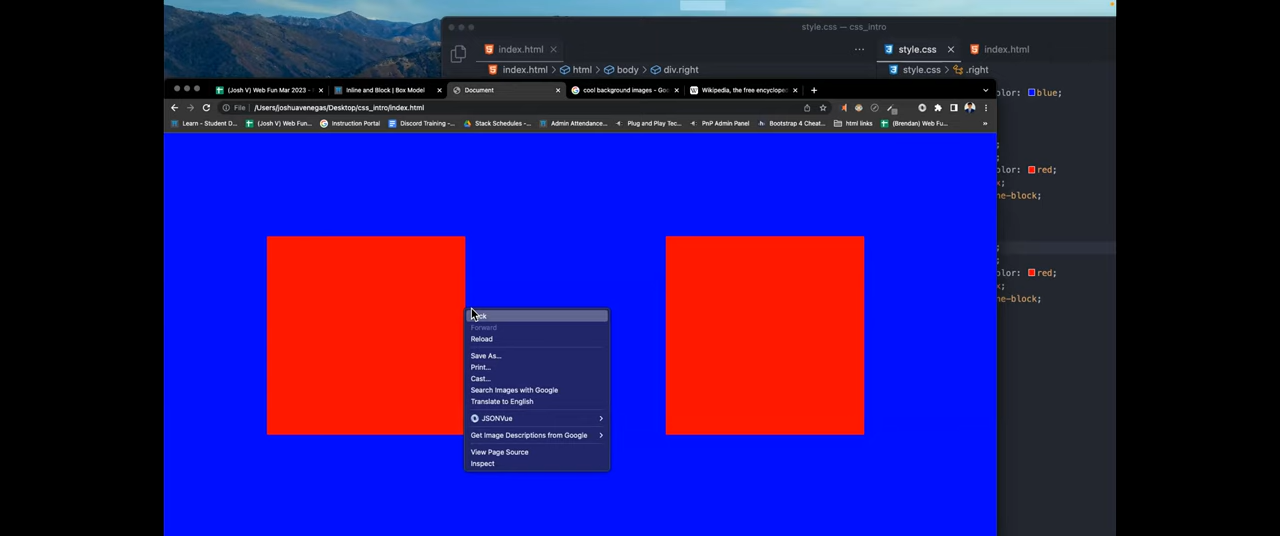 style.css — css_intro
index.html
style.css
index.html
index.html > html > body > div.right
style.css > .right
(Josh V) Web Fun Mar 2023 -
Inline and Block | Box Model
Document
cool background images - Goo
Wikipedia, the free encyclope
File
/Users/joshuavenegas/Desktop/css_intro/index.html
Learn - Student D...
(Josh V) Web Fun...
Instruction Portal
Discord Training -...
Stack Schedules -...
Admin Attendance...
Plug and Play Tec...
PnP Admin Panel
Bootstrap 4 Cheat...
html links
(Brendan) Web Fu...
»
blue;
;
;
olor: red;
k;
ne-block;
;
;
olor: red;
k;
ne-block;
Forward
Reload
Save As...
Print...
Cast...
Search Images with Google
Translate to English
JSONVue
Get Image Descriptions from Google
View Page Source
Inspect